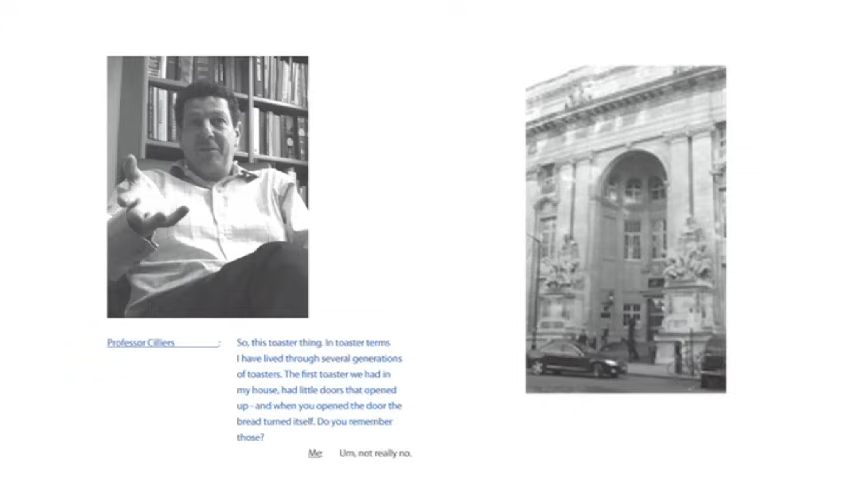 Professor Cilliers : So, this toaster thing. In toaster terms
I have lived through several generations
of toasters. The first toaster we had in
my house, had little doors that opened
up - and when you opened the door the
bread turned itself. Do you remember
those?
Me: Um, not really no.